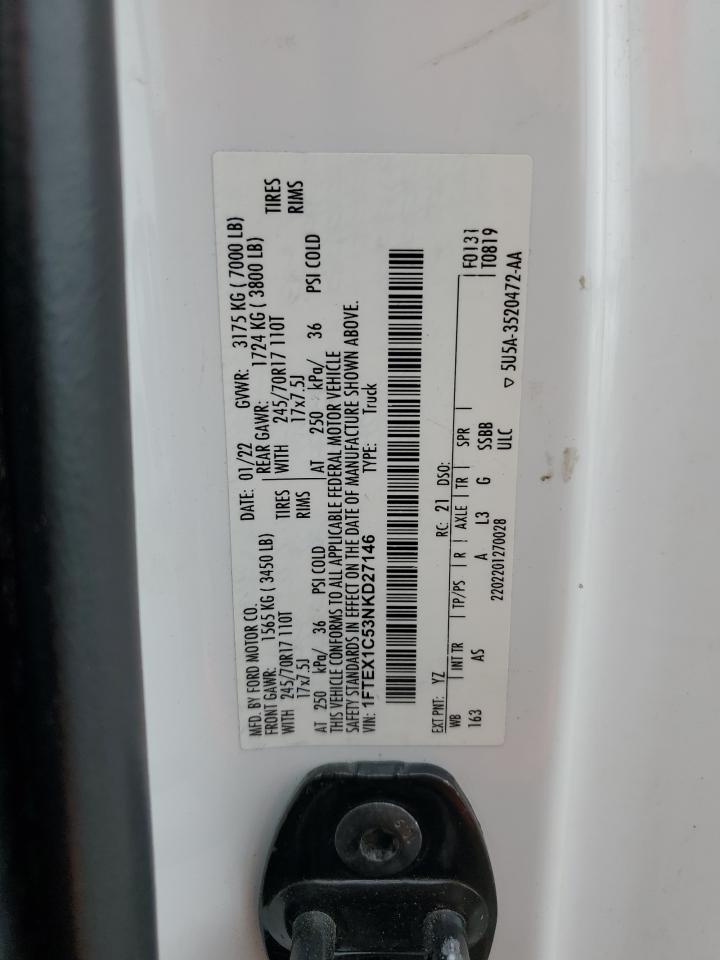 MFD. BY FORD MOTOR CO.
DATE: 01/22 GVWR: 3175 KG ( 7000 LB)
FRONT GAWR: 1565 KG ( 3450 LB) REAR GAWR: 1724 KG ( 3800 LB)
WITH 245/70R17 110T TIRES WITH 245/70R17 110T TIRES
17x7.5J RIMS 17x7.5J RIMS
AT 250 kPa/ 36 PSI COLD AT 250 kPa/ 36 PSI COLD
THIS VEHICLE CONFORMS TO ALL APPLICABLE FEDERAL MOTOR VEHICLE
SAFETY STANDARDS IN EFFECT ON THE DATE OF MANUFACTURE SHOWN ABOVE.
VIN: 1FTEX1C53NKD27146 TYPE: Truck
EXT PNT: YZ RC: 21 DSO: F0131
WB INT TR TP/PS R AXLE TR SPR T0819
163 AS A L3 G SSBB
2202201270028 ULC ▽ 5U5A-3520472-AA